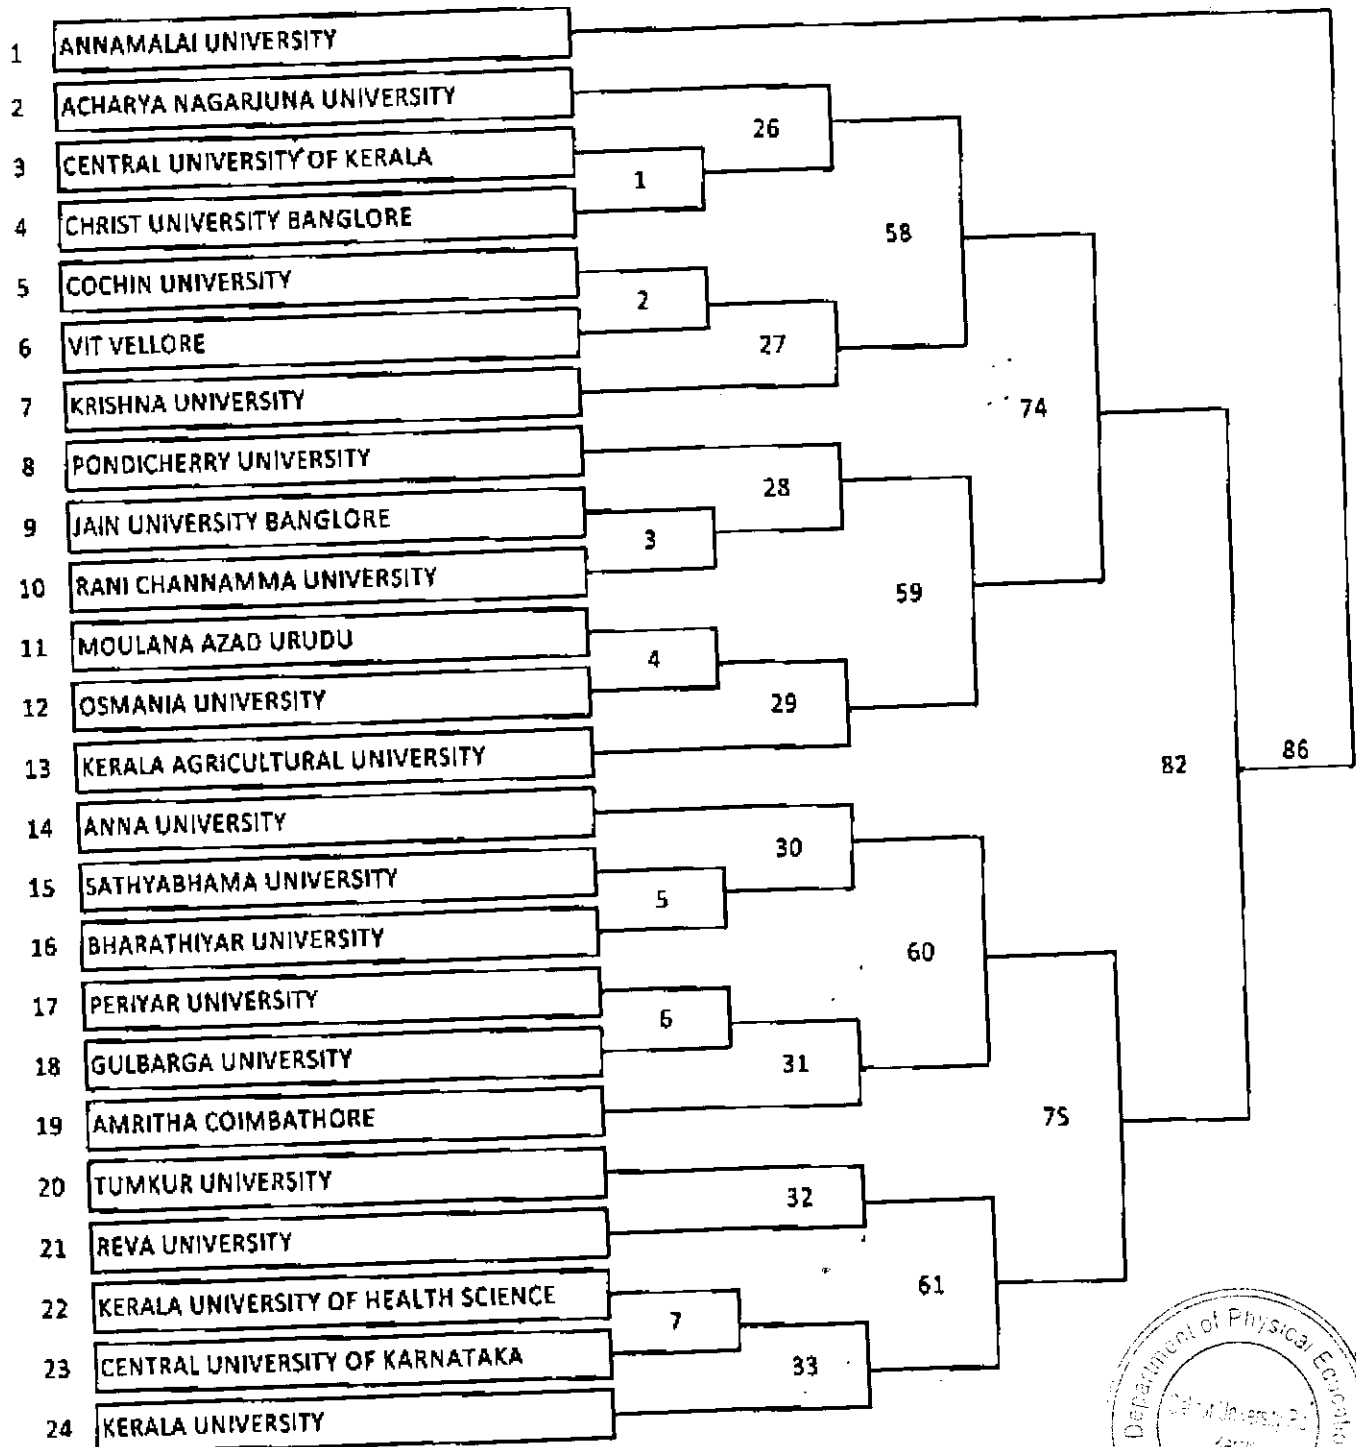 1 ANNAMALAI UNIVERSITY
2 ACHARYA NAGARJUNA UNIVERSITY
26
3 CENTRAL UNIVERSITY OF KERALA
1
4 CHRIST UNIVERSITY BANGLORE
58
5 COCHIN UNIVERSITY
2
6 VIT VELLORE
27
7 KRISHNA UNIVERSITY
74
8 PONDICHERRY UNIVERSITY
28
9 JAIN UNIVERSITY BANGLORE
3
10 RANI CHANNAMMA UNIVERSITY
59
11 MOULANA AZAD URUDU
4
12 OSMANIA UNIVERSITY
29
13 KERALA AGRICULTURAL UNIVERSITY
82
86
14 ANNA UNIVERSITY
30
15 SATHYABHAMA UNIVERSITY
5
16 BHARATHIYAR UNIVERSITY
60
17 PERIYAR UNIVERSITY
6
18 GULBARGA UNIVERSITY
31
19 AMRITHA COIMBATHORE
75
20 TUMKUR UNIVERSITY
32
21 REVA UNIVERSITY
61
22 KERALA UNIVERSITY OF HEALTH SCIENCE
7
23 CENTRAL UNIVERSITY OF KARNATAKA
33
24 KERALA UNIVERSITY
Department of Physical Education